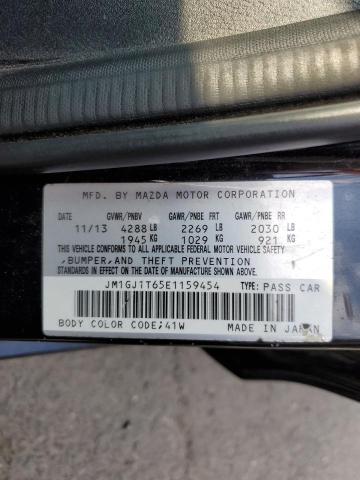 MFD. BY MAZDA MOTOR CORPORATION
DATE GVWR/PNBV GAWR/PNBE FRT GAWR/PNBE RR
11/13 4288 LB 2269 LB 2030 LB
1945 KG 1029 KG 921 KG
THIS VEHICLE CONFORMS TO ALL APPLICABLE FEDERAL MOTOR VEHICLE SAFETY
,BUMPER,AND THEFT PREVENTION
STANDARDS IN EFFECT ON THE DATE OF MANUFACTURE SHOWN ABOVE.
JM1GJ1T65E1159454 TYPE:PASS CAR
BODY COLOR CODE;41W MADE IN JAPAN